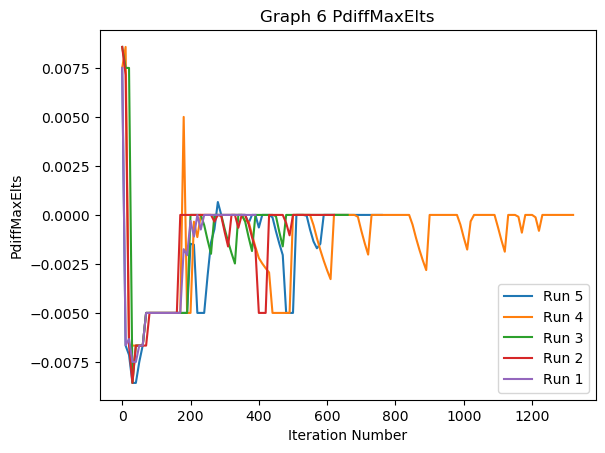 Graph 6 PdiffMaxElts
PdiffMaxElts
0.0075
0.0050
0.0025
0.0000
−0.0025
−0.0050
−0.0075
Run 5
Run 4
Run 3
Run 2
Run 1
0 200 400 600 800 1000 1200
Iteration Number